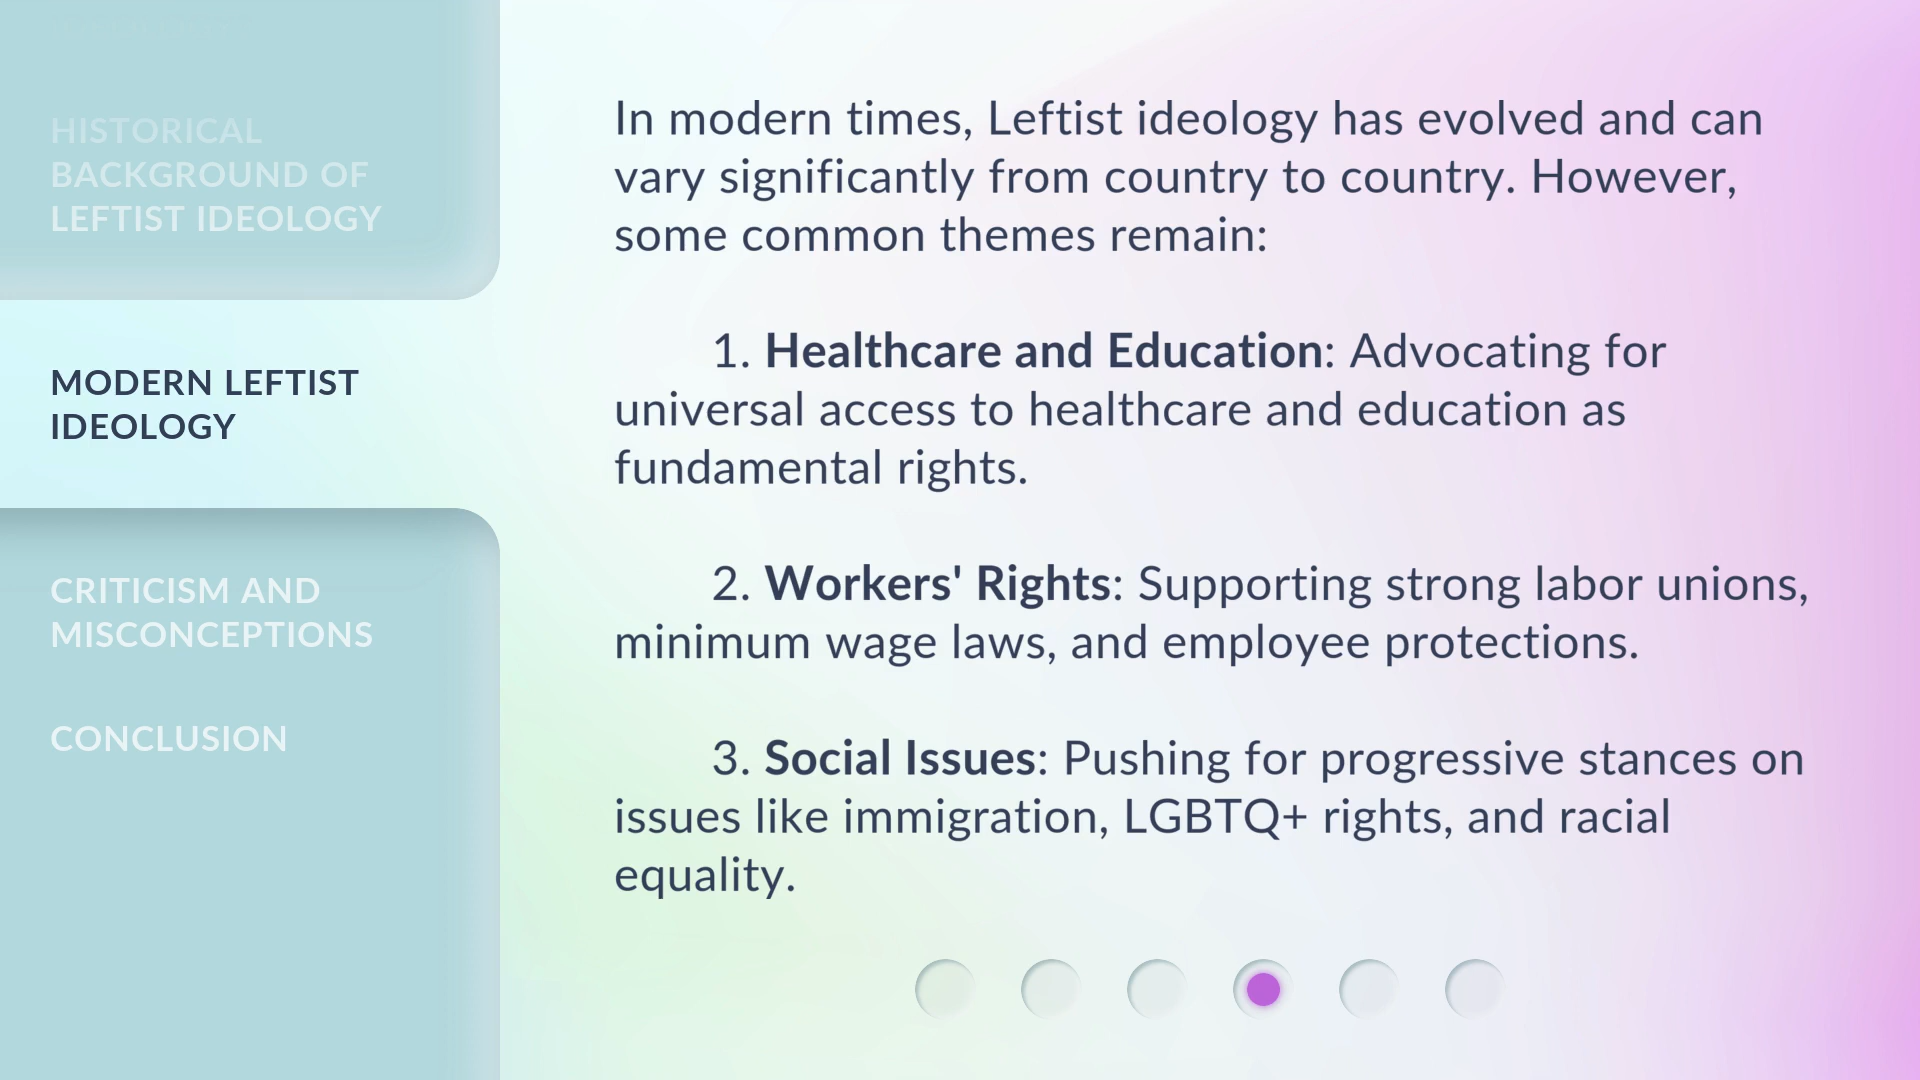 HISTORICAL
BACKGROUND OF
LEFTIST IDEOLOGY
MODERN LEFTIST
IDEOLOGY
CRITICISM AND
MISCONCEPTIONS
CONCLUSION
In modern times, Leftist ideology has evolved and can
vary significantly from country to country. However,
some common themes remain:
1. Healthcare and Education: Advocating for
universal access to healthcare and education as
fundamental rights.
2. Workers' Rights: Supporting strong labor unions,
minimum wage laws, and employee protections.
3. Social Issues: Pushing for progressive stances on
issues like immigration, LGBTQ+ rights, and racial
equality.